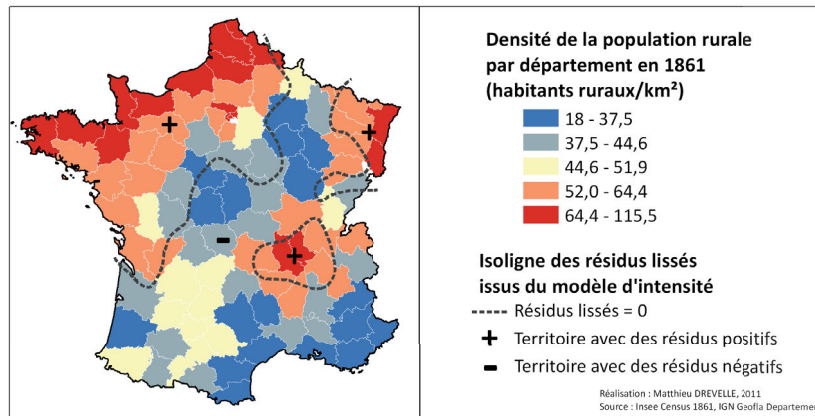 Densité de la population rurale
par département en 1861
(habitants ruraux/km²)
18 - 37,5
37,5 - 44,6
44,6 - 51,9
52,0 - 64,4
64,4 - 115,5
Isoligne des résidus lissés
issus du modèle d'intensité
Résidus lissés = 0
+ Territoire avec des résidus positifs
- Territoire avec des résidus négatifs
Réalisation : Matthieu DREVELLE, 2011
Source : Insee Census 1861, IGN Geofla Departemen